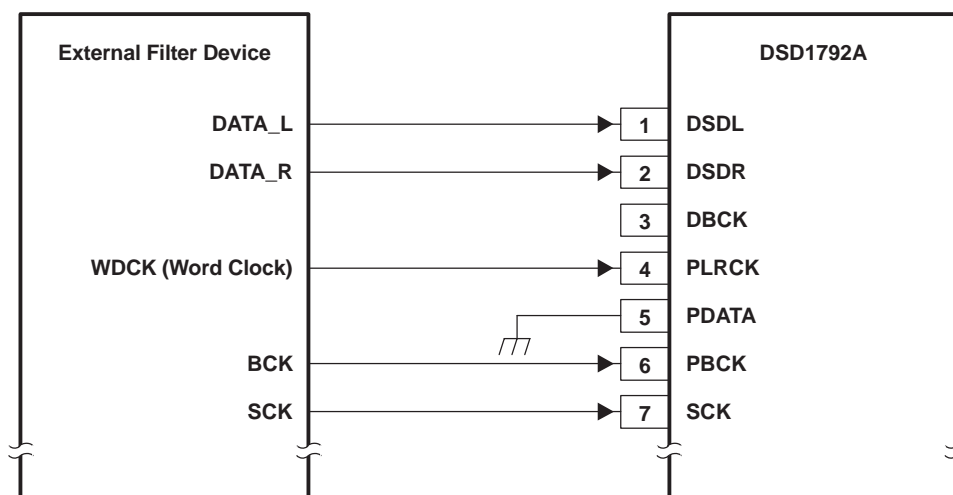 External Filter Device DSD1792A
DATA_L 1 DSDL
DATA_R 2 DSDR
3 DBCK
WDCK (Word Clock) 4 PLRCK
5 PDATA
BCK 6 PBCK
SCK 7 SCK